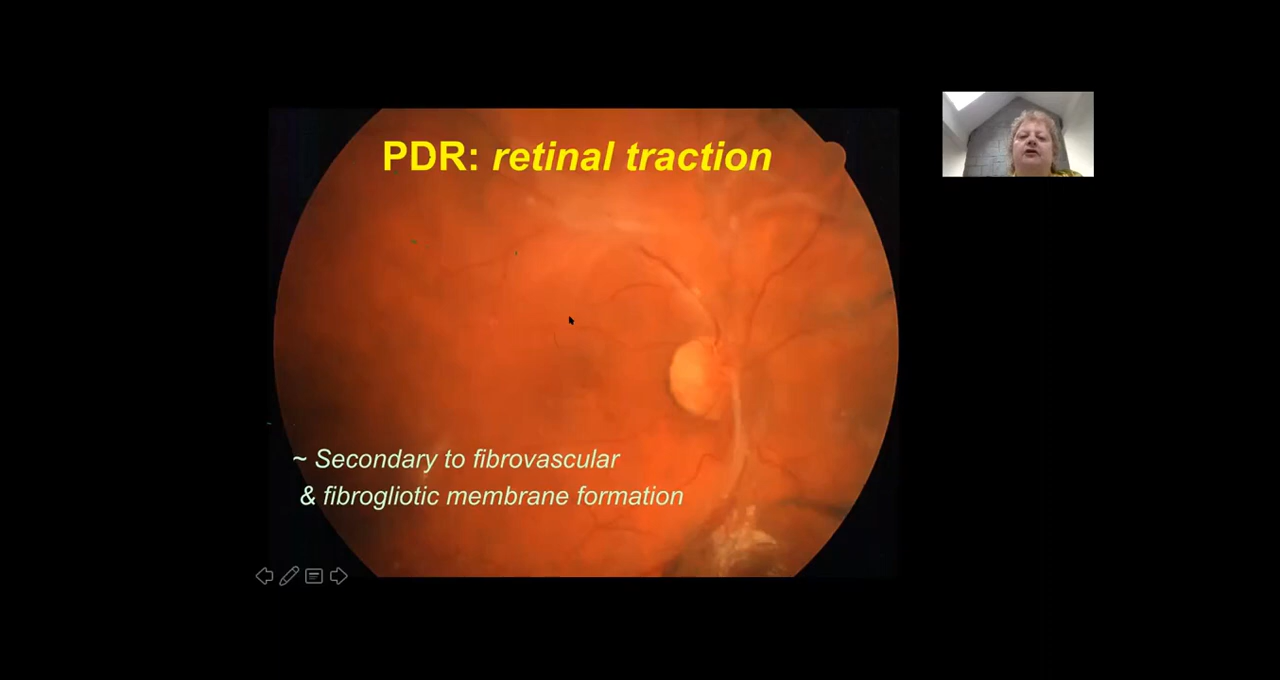 PDR: retinal traction
~ Secondary to fibrovascular
& fibrogliotic membrane formation